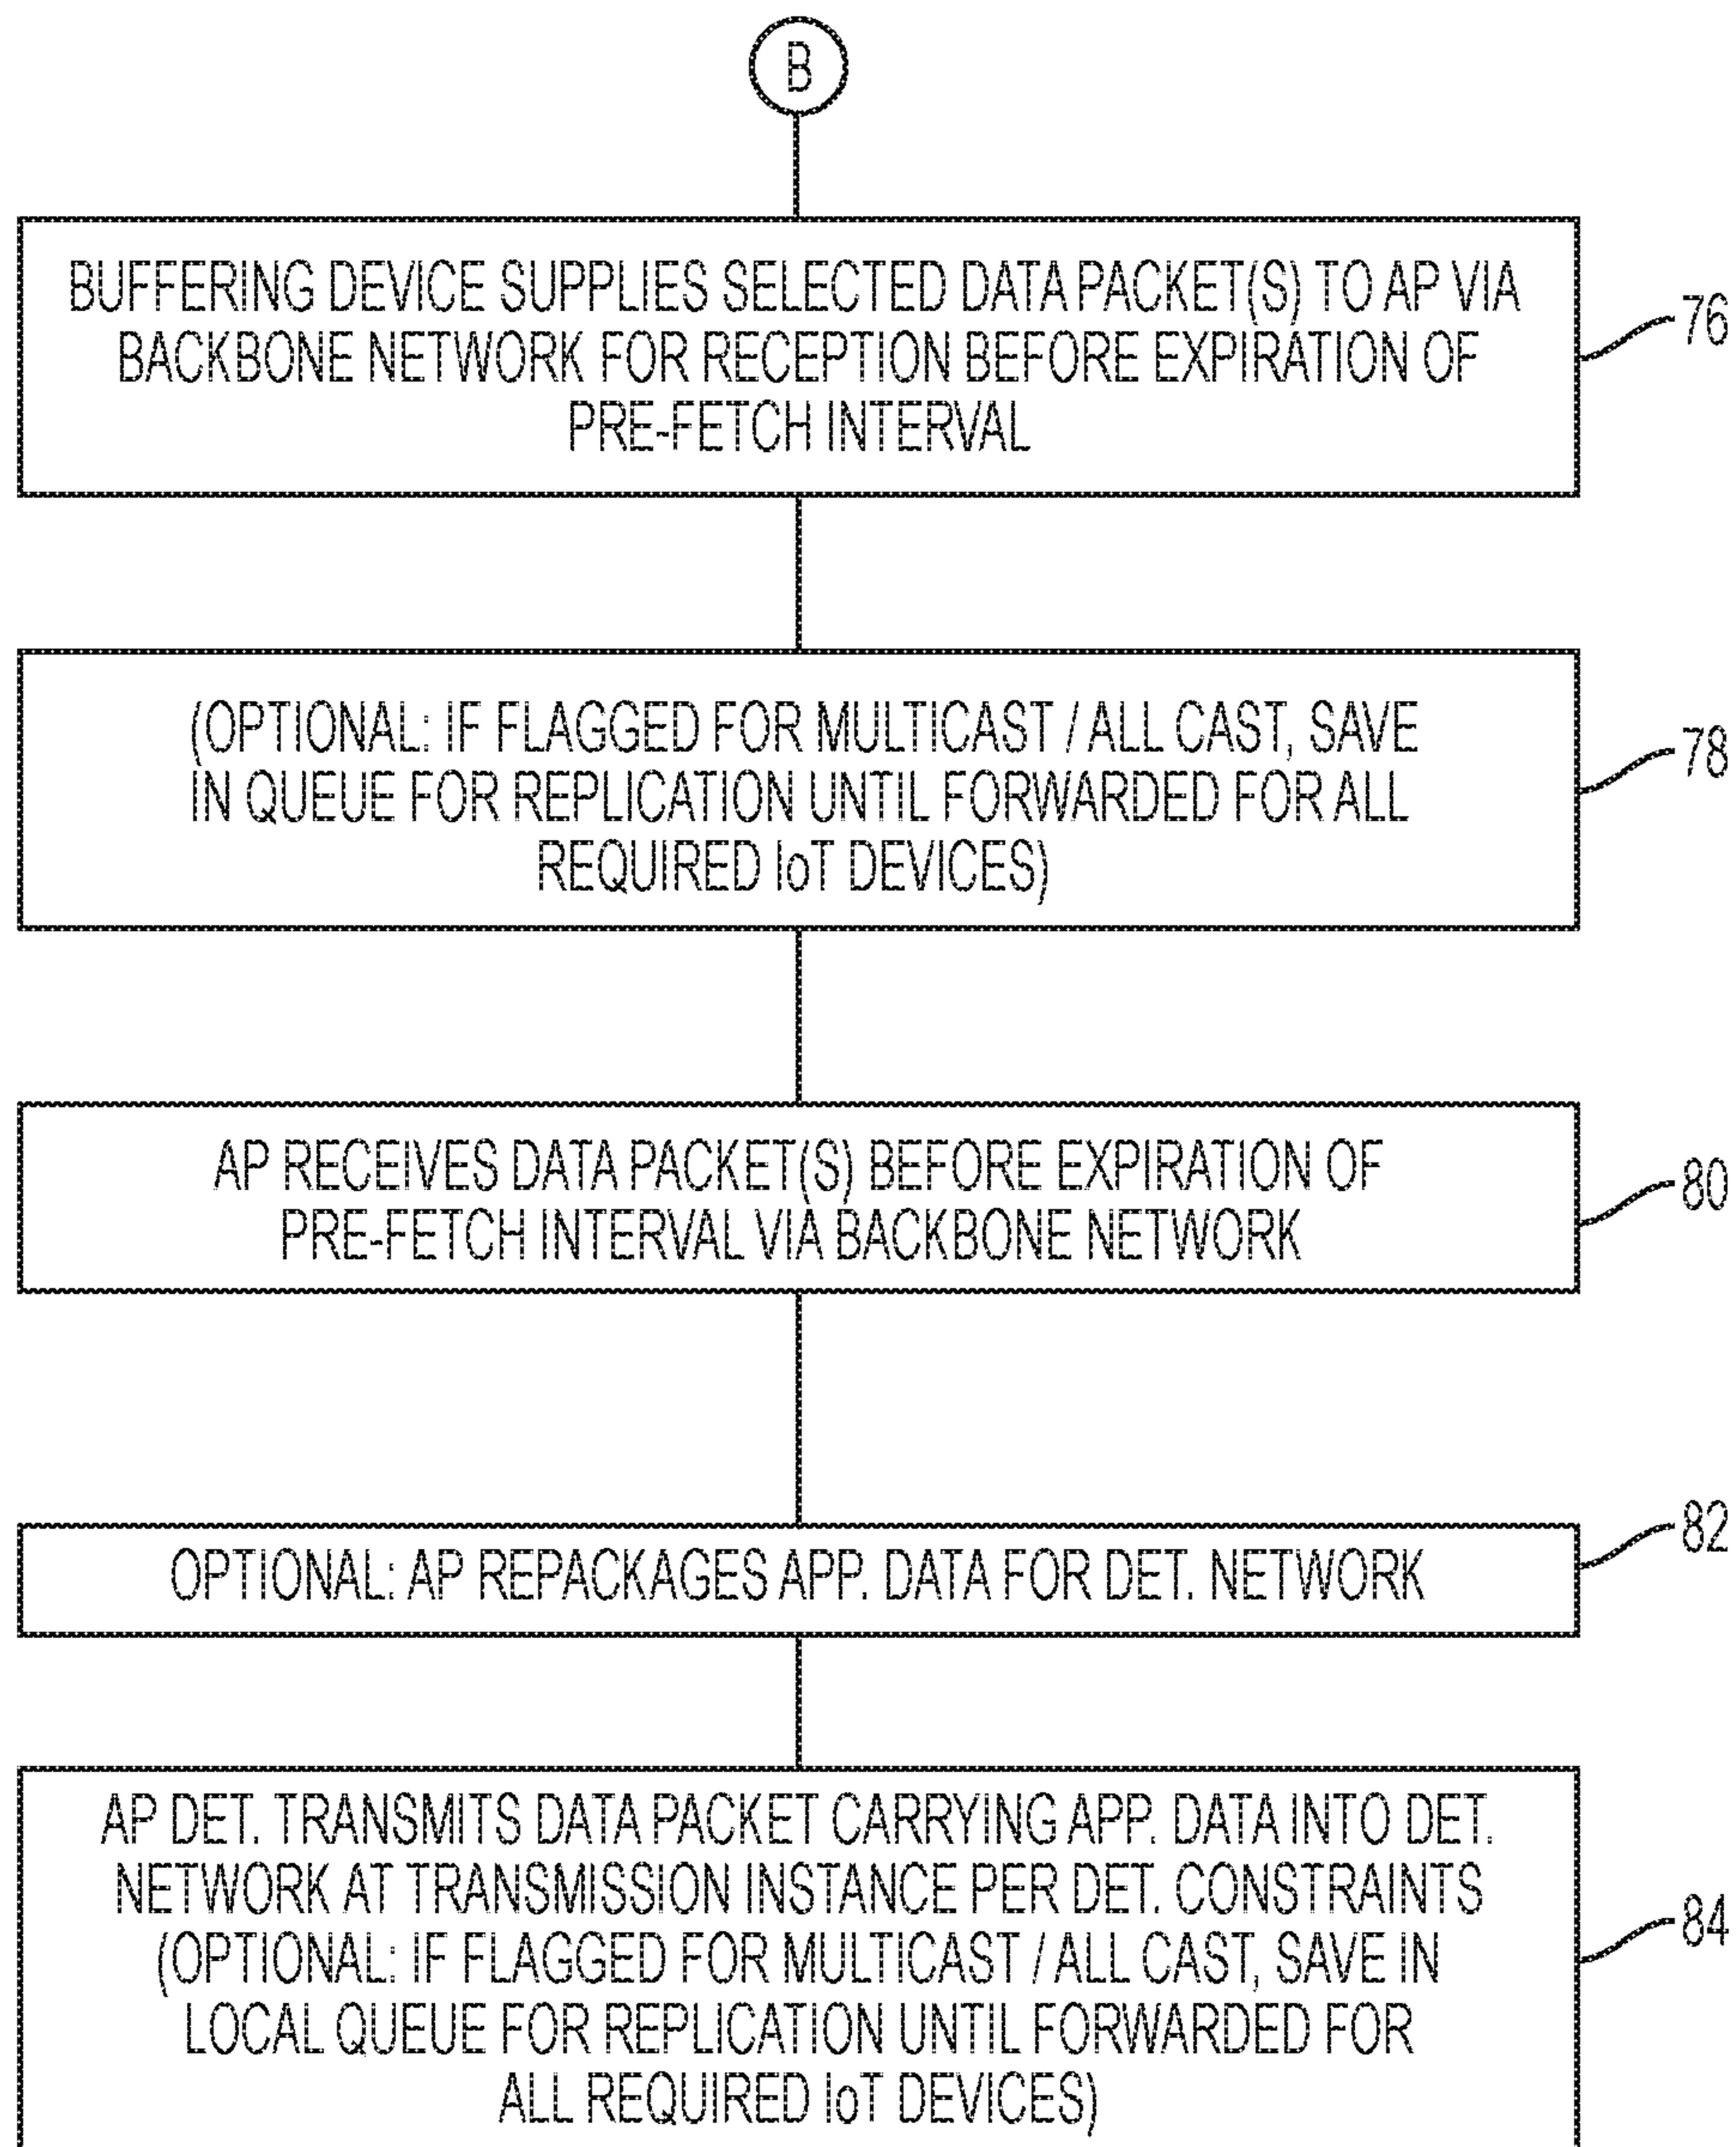 B
BUFFERING DEVICE SUPPLIES SELECTED DATA PACKET(S) TO AP VIA
BACKBONE NETWORK FOR RECEPTION BEFORE EXPIRATION OF
PRE-FETCH INTERVAL
76
(OPTIONAL: IF FLAGGED FOR MULTICAST / ALL CAST, SAVE
IN QUEUE FOR REPLICATION UNTIL FORWARDED FOR ALL
REQUIRED IoT DEVICES)
78
AP RECEIVES DATA PACKET(S) BEFORE EXPIRATION OF
PRE-FETCH INTERVAL VIA BACKBONE NETWORK
80
OPTIONAL: AP REPACKAGES APP. DATA FOR DET. NETWORK
82
AP DET. TRANSMITS DATA PACKET CARRYING APP. DATA INTO DET.
NETWORK AT TRANSMISSION INSTANCE PER DET. CONSTRAINTS
(OPTIONAL: IF FLAGGED FOR MULTICAST / ALL CAST, SAVE IN
LOCAL QUEUE FOR REPLICATION UNTIL FORWARDED FOR
ALL REQUIRED IoT DEVICES)
84